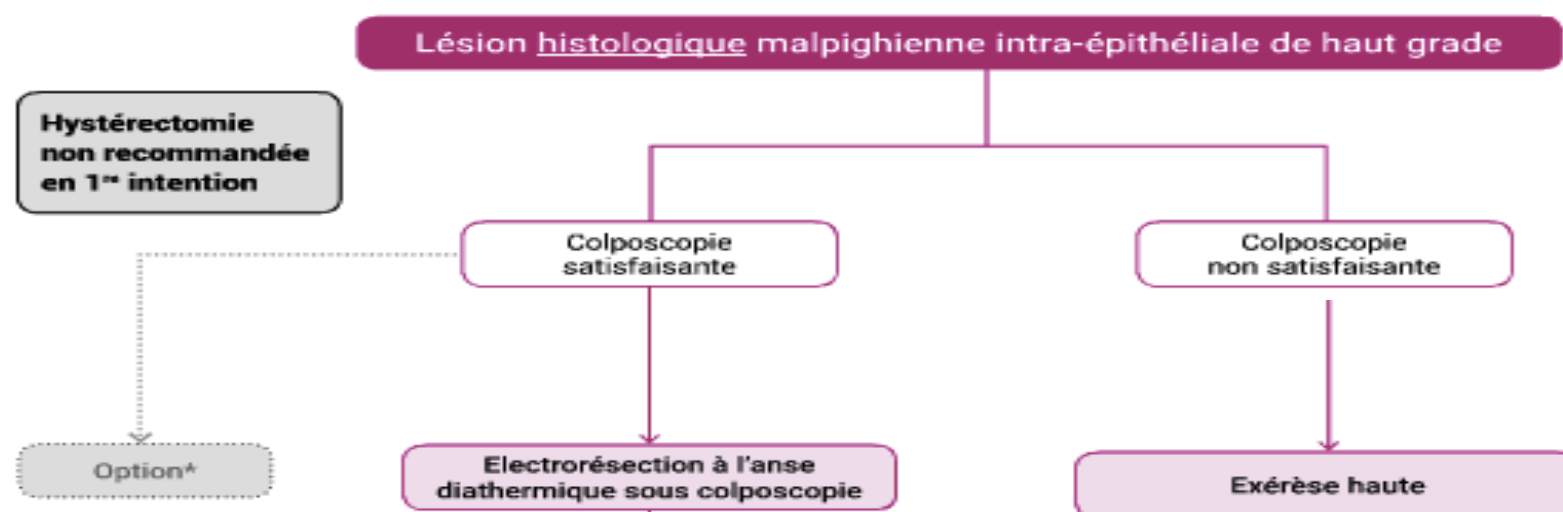 Lésion histologique malpighienne intra-épithéliale de haut grade
Hystérectomie
non recommandée
en 1re intention
Colposcopie
satisfaisante
Colposcopie
non satisfaisante
Option*
Electrorésection à l'anse
diathermique sous colposcopie
Exérèse haute